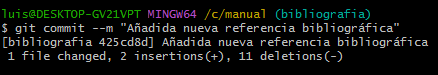 luis@DESKTOP-GV21VPT MINGW64 /c/manual (bibliografia)
$ git commit --m "Añadida nueva referencia bibliográfica"
[bibliografia 425cd8d] Añadida nueva referencia bibliográfica
 1 file changed, 2 insertions(+), 11 deletions(-)